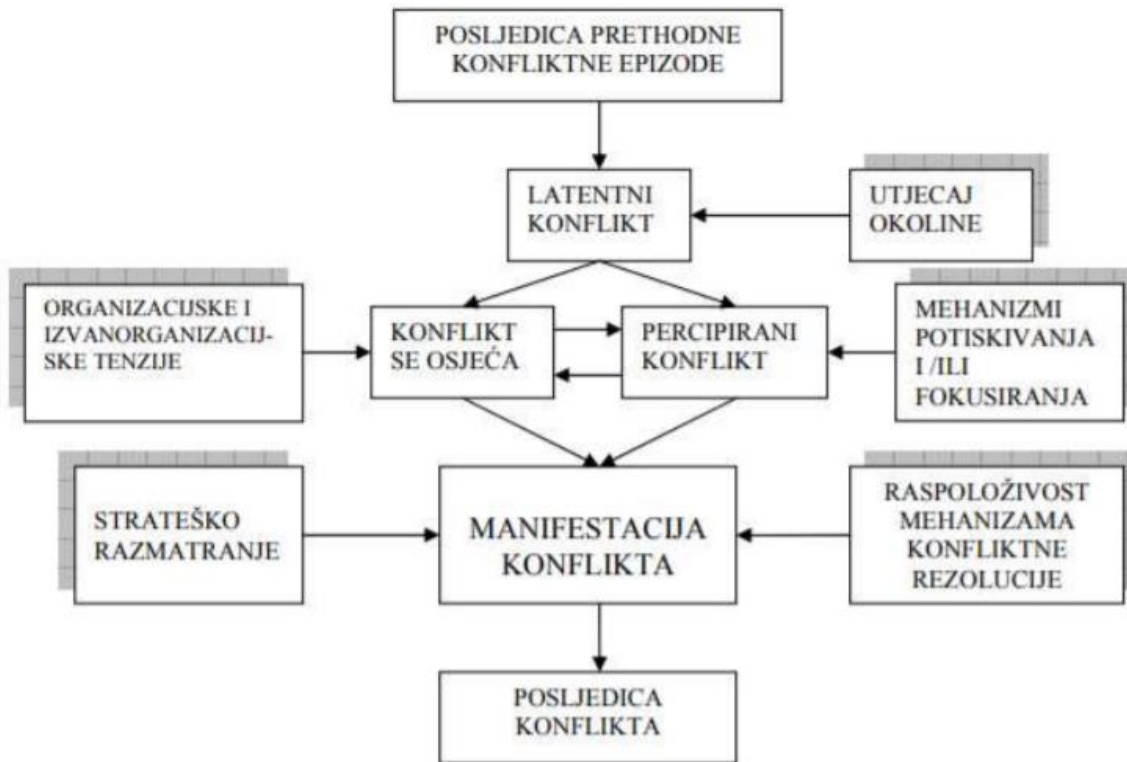 POSLJEDICA PRETHODNE
KONFLIKTNE EPIZODE
LATENTNI
KONFLIKT
UTJECAJ
OKOLINE
ORGANIZACIJSKE I
IZVANORGANIZACIJ-
SKE TENZIJE
KONFLIKT
SE OSJEĆA
PERCIPIRANI
KONFLIKT
MEHANIZMI
POTISKIVANJA
I /ILI
FOKUSIRANJA
STRATEŠKO
RAZMATRANJE
MANIFESTACIJA
KONFLIKTA
RASPOLOŽIVOST
MEHANIZAMA
KONFLIKTNE
REZOLUCIJE
POSLJEDICA
KONFLIKTA